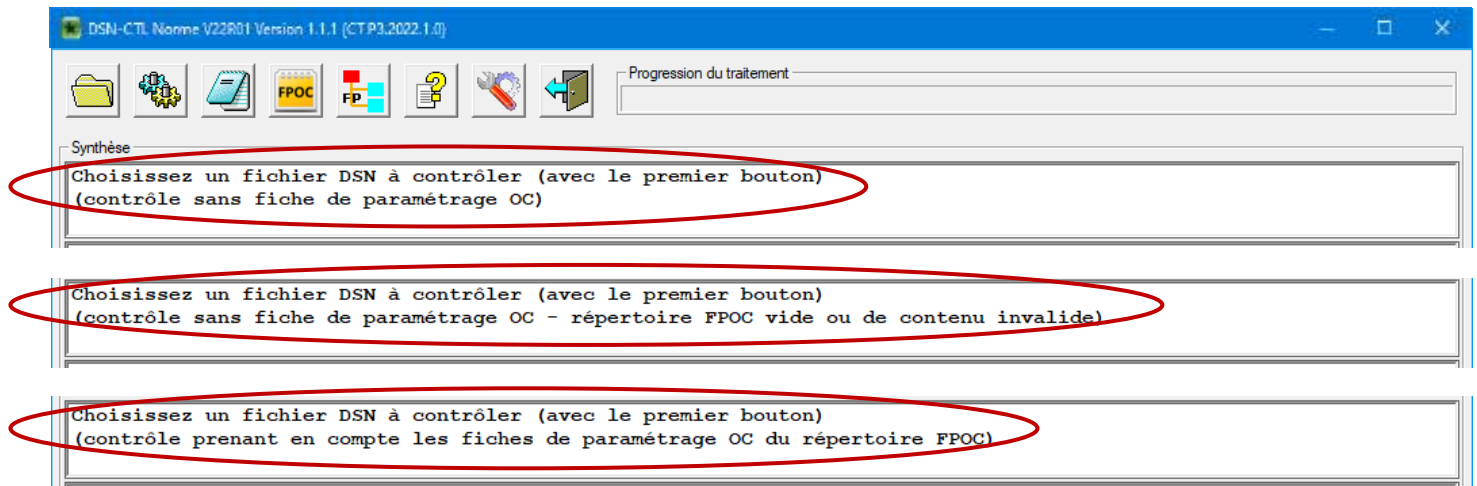 DSN-CTL Norme V22R01 Version 1.1.1 (CT P3.2022.1.0)
FPOC
FP
Progression du traitement
Synthèse
Choisissez un fichier DSN à contrôler (avec le premier bouton)
(contrôle sans fiche de paramétrage OC)
Choisissez un fichier DSN à contrôler (avec le premier bouton)
(contrôle sans fiche de paramétrage OC - répertoire FPOC vide ou de contenu invalide)
Choisissez un fichier DSN à contrôler (avec le premier bouton)
(contrôle prenant en compte les fiches de paramétrage OC du répertoire FPOC)